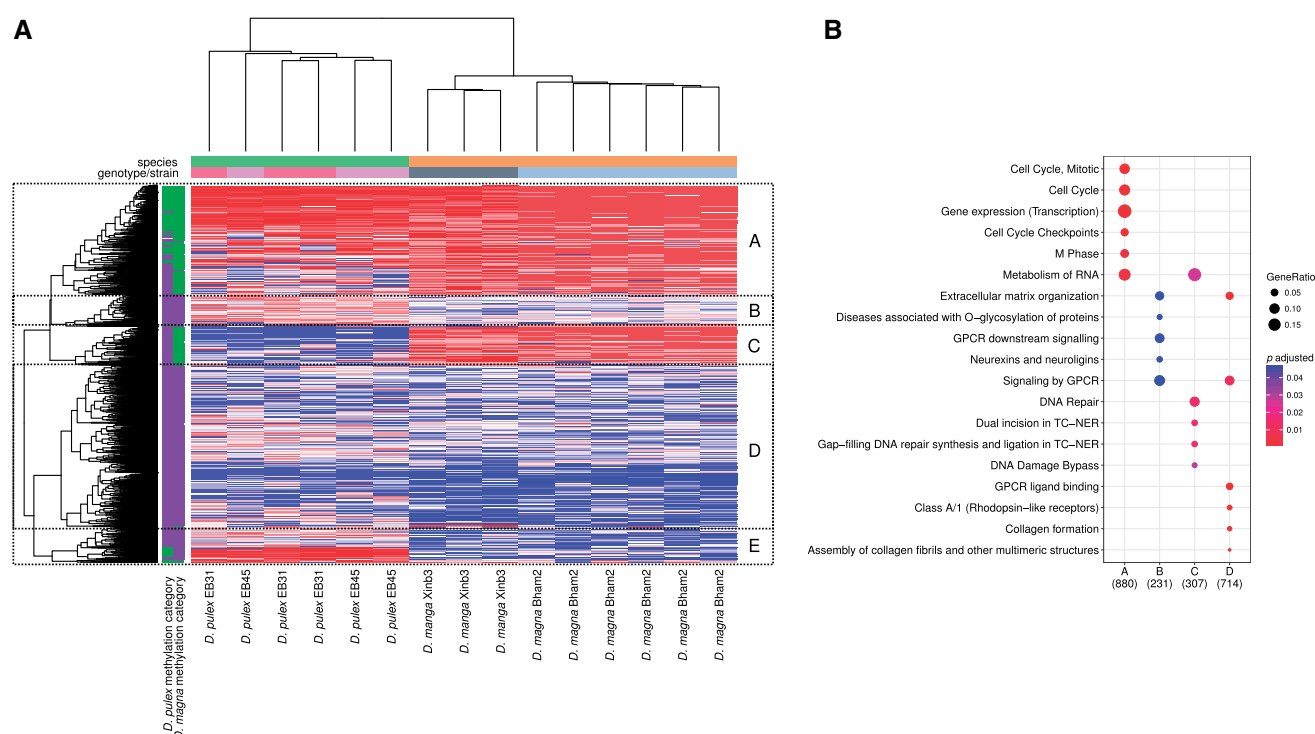 A
B
species
genotype/strain
A
B
C
D
E
D. pulex methylation category
D. magna methylation category
D. pulex EB31
D. pulex EB45
D. pulex EB31
D. pulex EB31
D. pulex EB45
D. pulex EB45
D. manga Xinb3
D. manga Xinb3
D. manga Xinb3
D. magna Bham2
D. magna Bham2
D. magna Bham2
D. magna Bham2
D. magna Bham2
D. magna Bham2
Cell Cycle, Mitotic
Cell Cycle
Gene expression (Transcription)
Cell Cycle Checkpoints
M Phase
Metabolism of RNA
Extracellular matrix organization
Diseases associated with O−glycosylation of proteins
GPCR downstream signalling
Neurexins and neuroligins
Signaling by GPCR
DNA Repair
Dual incision in TC−NER
Gap−filling DNA repair synthesis and ligation in TC−NER
DNA Damage Bypass
GPCR ligand binding
Class A/1 (Rhodopsin−like receptors)
Collagen formation
Assembly of collagen fibrils and other multimeric structures
A B C D
(880) (231) (307) (714)
GeneRatio
0.05
0.10
0.15
p adjusted
0.04
0.03
0.02
0.01